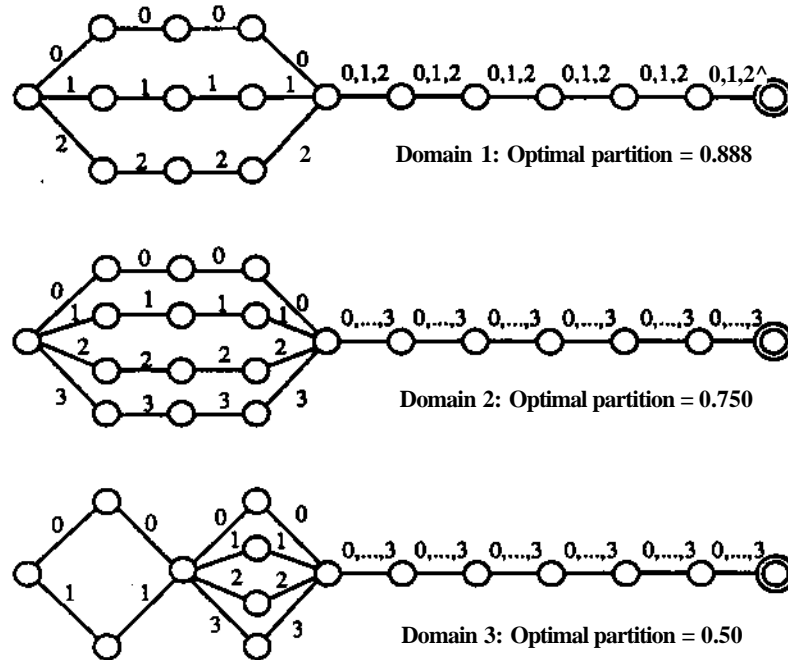 0 0
0 0
0,1,2 0,1,2 0,1,2 0,1,2 0,1,2 0,1,2^
1 1 1 1
2 2 2 2
Domain 1: Optimal partition = 0.888
0 0
0 0
1 1 1 1
0,...,3 0,...,3 0,...,3 0,...,3 0,...,3 0,...,3
2 2 2 2
3 3 3 3
Domain 2: Optimal partition = 0.750
0 0 0 0
1 1
0,...,3 0,...,3 0,...,3 0,...,3 0,...,3 0,...,3
1 1 2 2
3 3
Domain 3: Optimal partition = 0.50